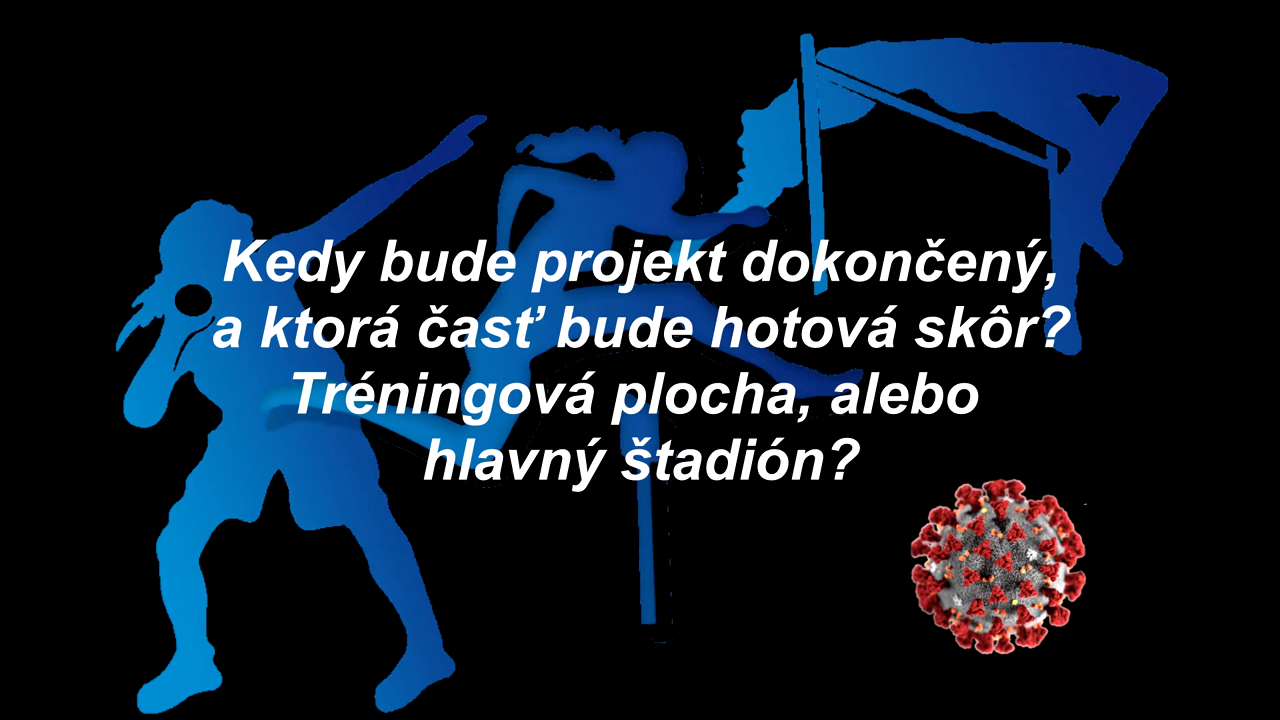 Kedy bude projekt dokončený,
a ktorá časť bude hotová skôr?
Tréningová plocha, alebo
hlavný štadión?